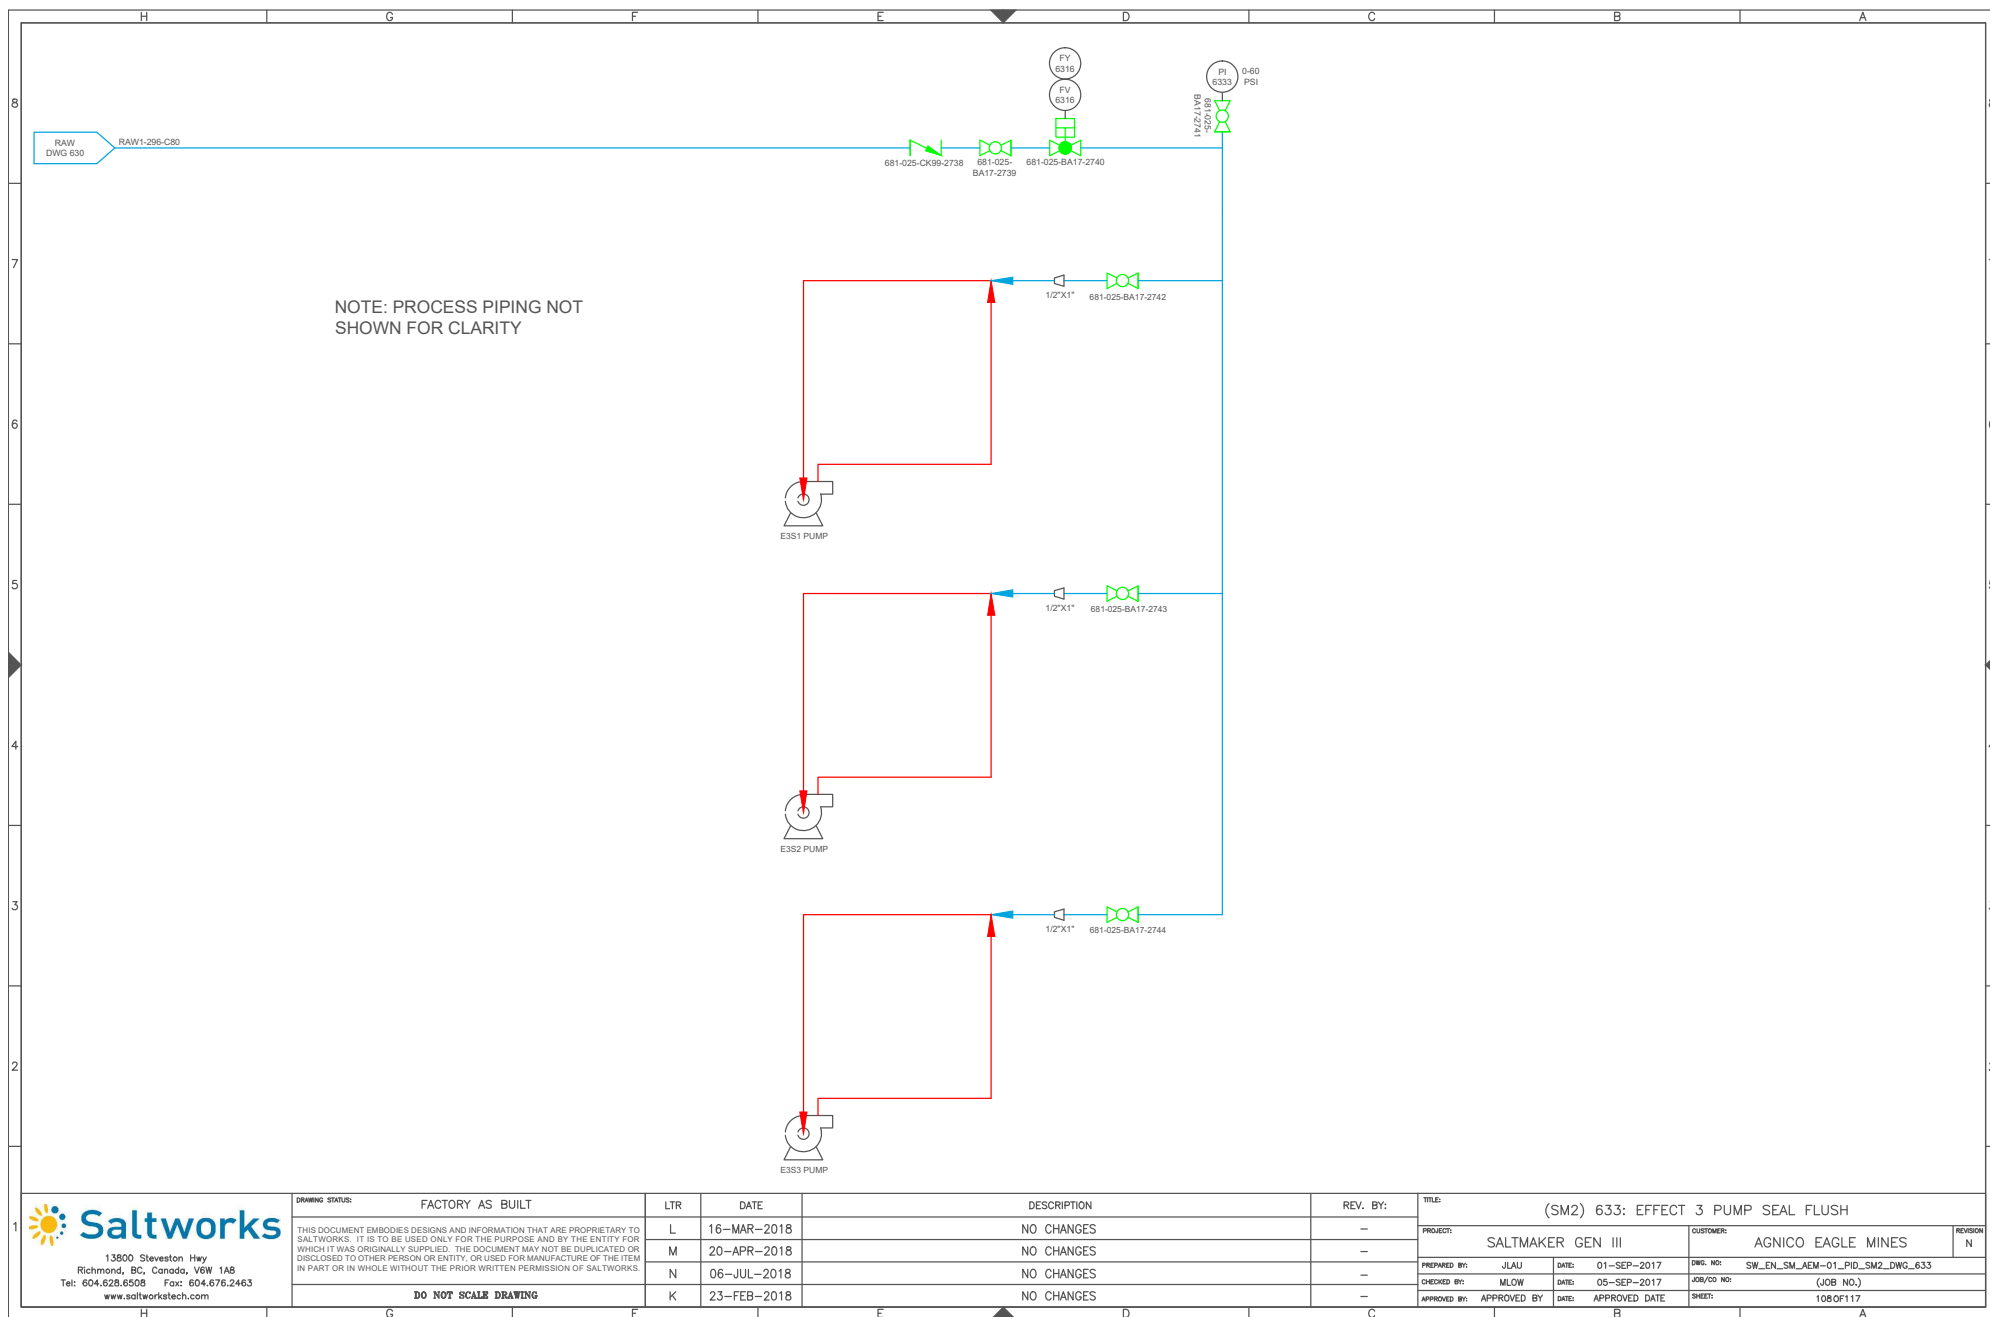 H G F E D C B A
8
FY
6316
FV
6316
PI
6333
0-60
PSI
681-025-
BA17-2741
RAW
DWG 630
RAW1-296-C80
681-025-CK99-2738
681-025-
BA17-2739
681-025-BA17-2740
7
NOTE: PROCESS PIPING NOT
SHOWN FOR CLARITY
1/2"X1"
681-025-BA17-2742
6
E3S1 PUMP
5
1/2"X1"
681-025-BA17-2743
4
E3S2 PUMP
3
1/2"X1"
681-025-BA17-2744
2
E3S3 PUMP
1
Saltworks
13800 Steveston Hwy
Richmond, BC, Canada, V6W 1A8
Tel: 604.628.6508 Fax: 604.676.2463
www.saltworkstech.com
DRAWING STATUS:
FACTORY AS BUILT
THIS DOCUMENT EMBODIES DESIGNS AND INFORMATION THAT ARE PROPRIETARY TO
SALTWORKS. IT IS TO BE USED ONLY FOR THE PURPOSE AND BY THE ENTITY FOR
WHICH IT WAS ORIGINALLY SUPPLIED. THE DOCUMENT MAY NOT BE DUPLICATED OR
DISCLOSED TO OTHER PERSON OR ENTITY, OR USED FOR MANUFACTURE OF THE ITEM
IN PART OR IN WHOLE WITHOUT THE PRIOR WRITTEN PERMISSION OF SALTWORKS.
DO NOT SCALE DRAWING
LTR DATE DESCRIPTION REV. BY:
L 16-MAR-2018 NO CHANGES -
M 20-APR-2018 NO CHANGES -
N 06-JUL-2018 NO CHANGES -
K 23-FEB-2018 NO CHANGES -
TITLE:
(SM2) 633: EFFECT 3 PUMP SEAL FLUSH
PROJECT:
SALTMAKER GEN III
CUSTOMER:
AGNICO EAGLE MINES
REVISION
N
PREPARED BY: JLAU DATE: 01-SEP-2017 DWG. NO: SW_EN_SM_AEM-01_PID_SM2_DWG_633
CHECKED BY: MLOW DATE: 05-SEP-2017 JOB/CO NO: (JOB NO.)
APPROVED BY: APPROVED BY DATE: APPROVED DATE SHEET: 108OF117
H G F E D C B A